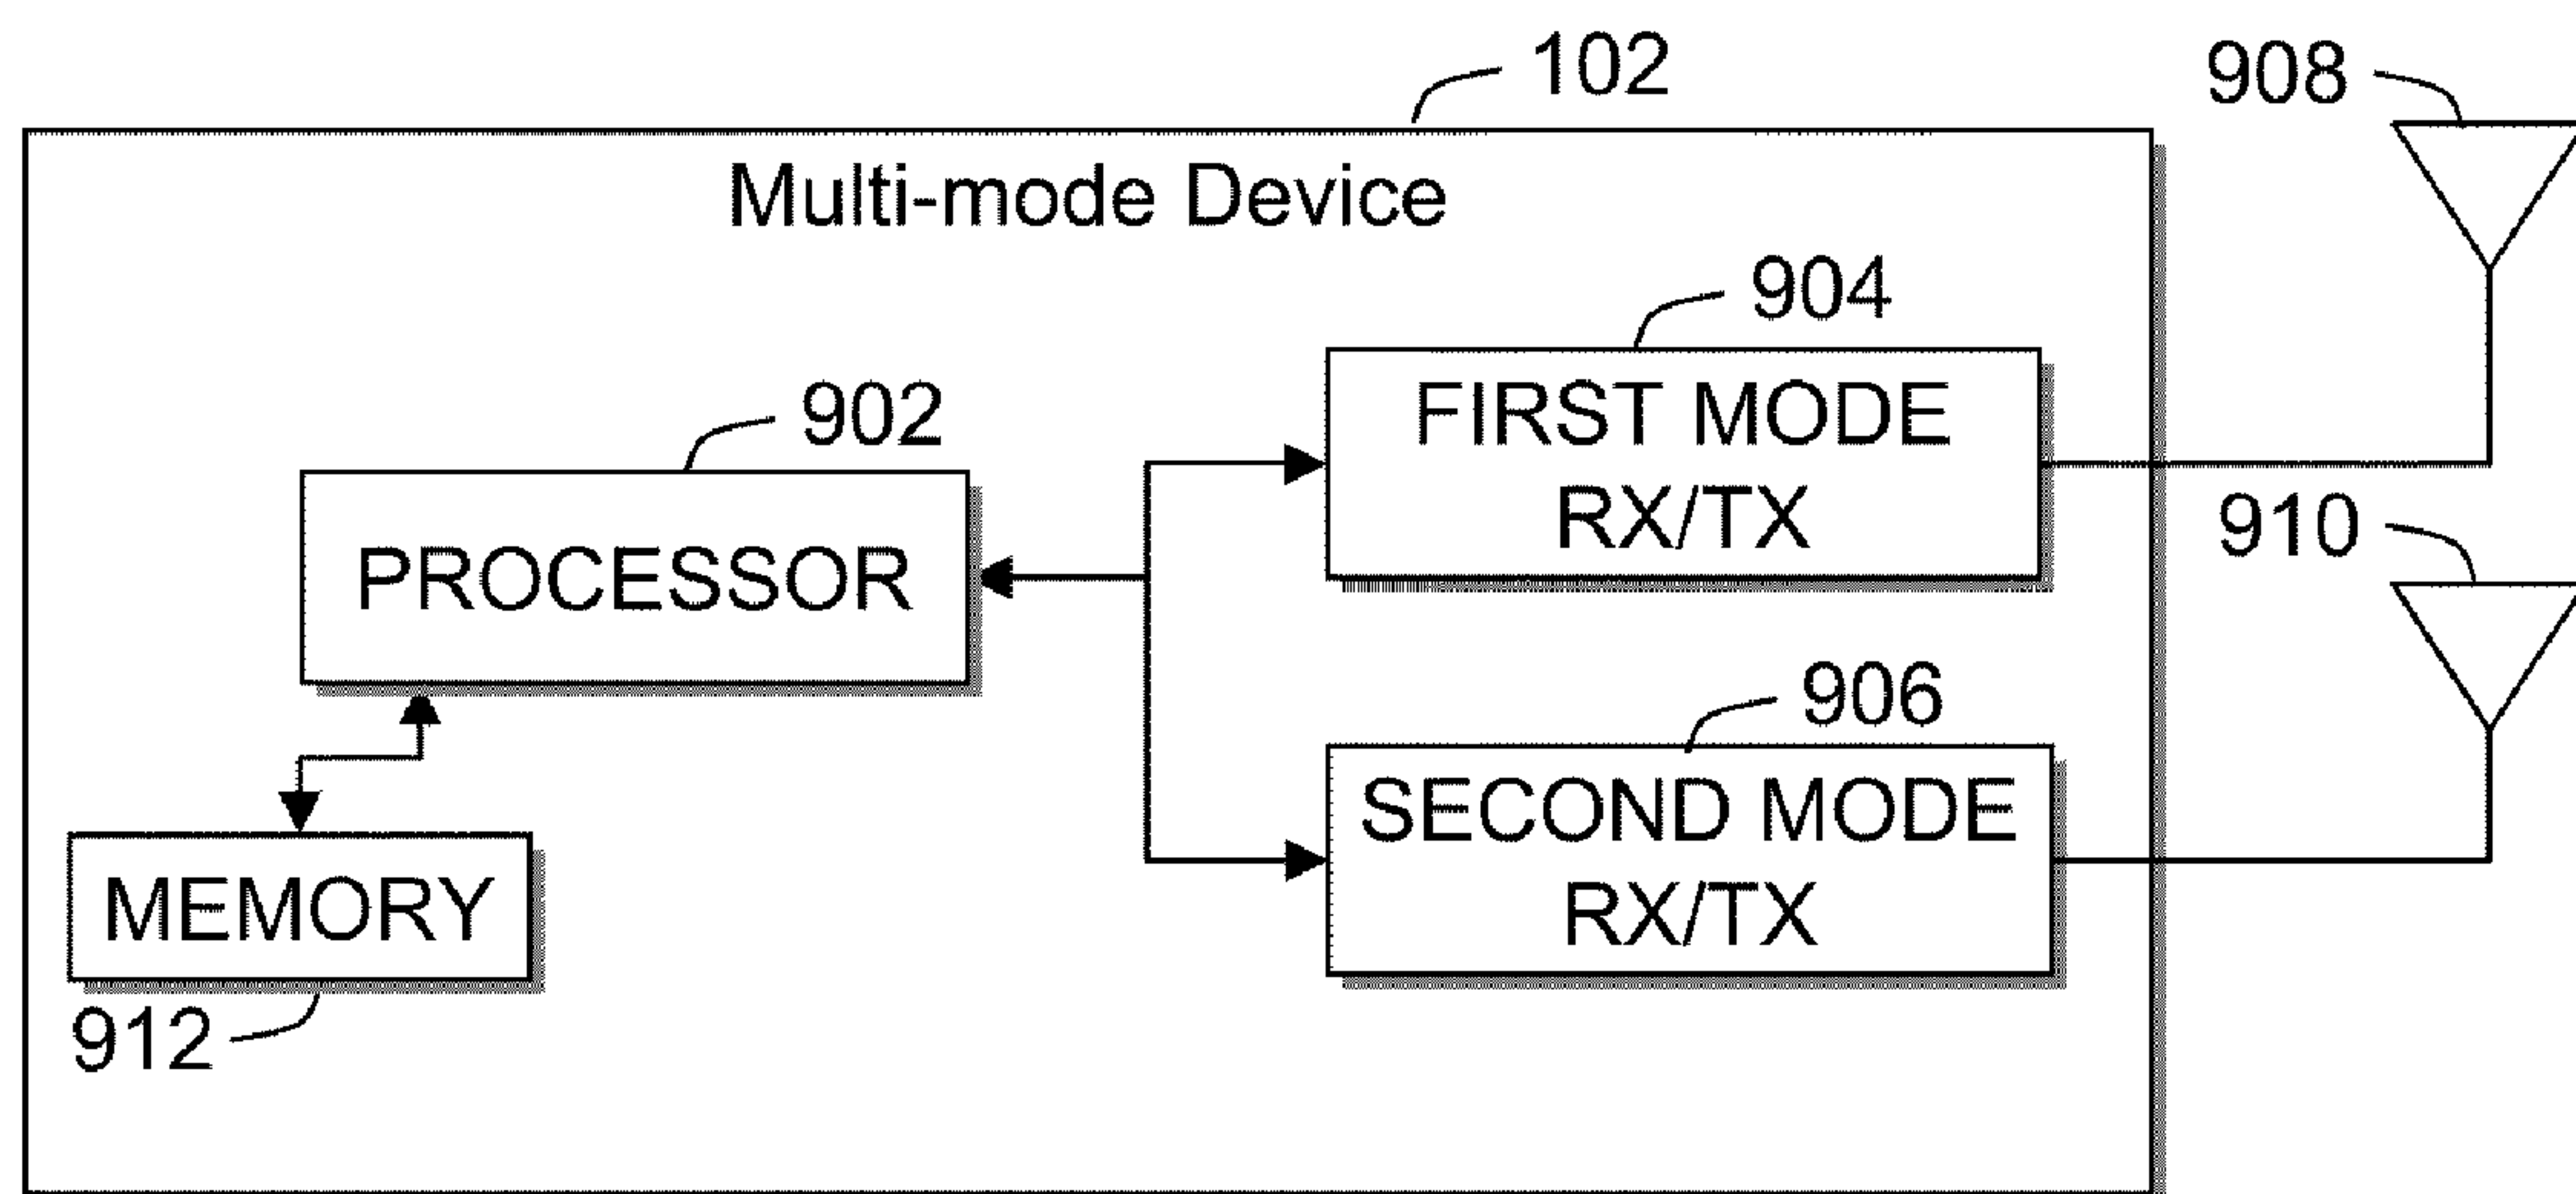 102
908
Multi-mode Device
904
902
FIRST MODE
RX/TX
910
PROCESSOR
906
SECOND MODE
RX/TX
MEMORY
912